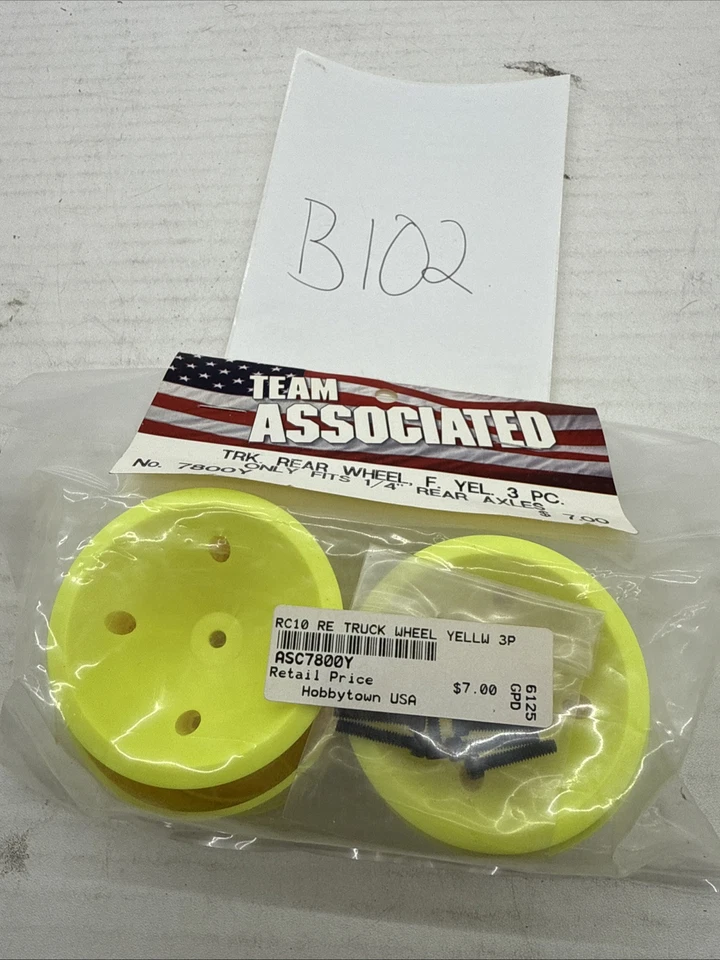 B102
TEAM
ASSOCIATED
TRK. REAR WHEEL, F. YEL. 3 PC.
No. 7800Y ONLY FITS 1/4" REAR AXLES
$ 7.00
RC10 RE TRUCK WHEEL YELLW 3P
ASC7800Y
Retail Price
$7.00
Hobbytown USA
6125
GPD